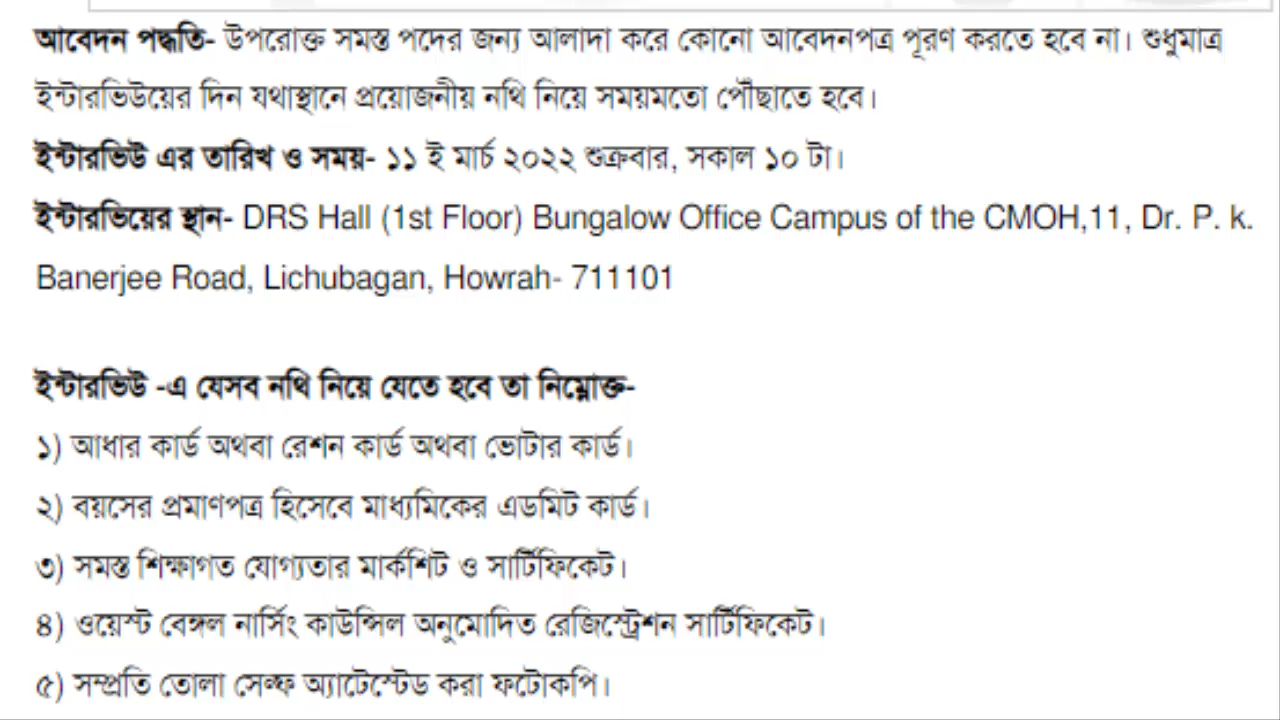 আবেদন পদ্ধতি- উপরোক্ত সমস্ত পদের জন্য আলাদা করে কোনো আবেদনপত্র পূরণ করতে হবে না। শুধুমাত্র
ইন্টারভিউয়ের দিন যথাস্থানে প্রয়োজনীয় নথি নিয়ে সময়মতো পৌঁছাতে হবে।
ইন্টারভিউ এর তারিখ ও সময়- ১১ ই মার্চ ২০২২ শুক্রবার, সকাল ১০ টা।
ইন্টারভিয়ের স্থান- DRS Hall (1st Floor) Bungalow Office Campus of the CMOH,11, Dr. P. k.
Banerjee Road, Lichubagan, Howrah- 711101
ইন্টারভিউ -এ যেসব নথি নিয়ে যেতে হবে তা নিম্নোক্ত-
১) আধার কার্ড অথবা রেশন কার্ড অথবা ভোটার কার্ড।
২) বয়সের প্রমাণপত্র হিসেবে মাধ্যমিকের এডমিট কার্ড।
৩) সমস্ত শিক্ষাগত যোগ্যতার মার্কশিট ও সার্টিফিকেট।
৪) ওয়েস্ট বেঙ্গল নার্সিং কাউন্সিল অনুমোদিত রেজিস্ট্রেশন সার্টিফিকেট।
৫) সম্প্রতি তোলা সেল্ফ অ্যাটেস্টেড করা ফটোকপি।